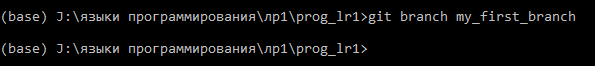 (base) J:\языки программирования\лр1\prog_lr1>git branch my_first_branch
(base) J:\языки программирования\лр1\prog_lr1>